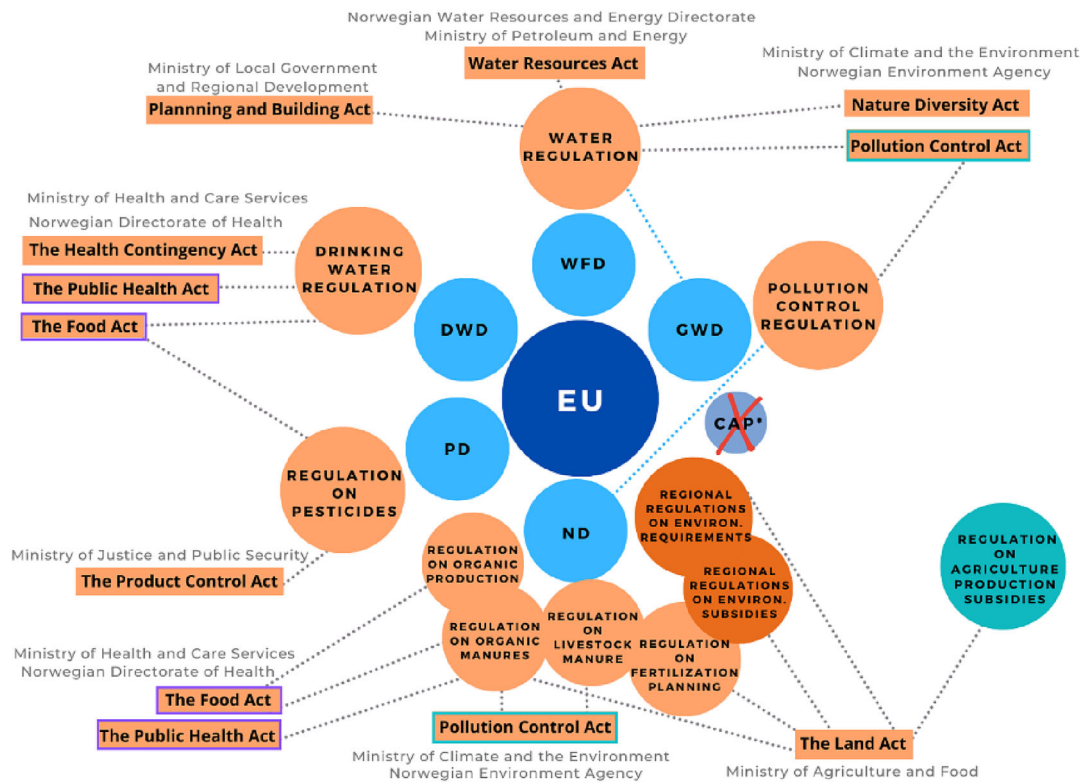 Norwegian Water Resources and Energy Directorate
Ministry of Petroleum and Energy
Water Resources Act
Ministry of Local Government
and Regional Development
Plannning and Building Act
Ministry of Climate and the Environment
Norwegian Environment Agency
Nature Diversity Act
Pollution Control Act
WATER
REGULATION
Ministry of Health and Care Services
Norwegian Directorate of Health
The Health Contingency Act
The Public Health Act
The Food Act
DRINKING
WATER
REGULATION
WFD
DWD
GWD
POLLUTION
CONTROL
REGULATION
EU
CAP*
PD
ND
REGULATION
ON
PESTICIDES
REGIONAL
REGULATIONS
ON ENVIRON.
REQUIREMENTS
REGIONAL
REGULATIONS
ON ENVIRON.
SUBSIDIES
REGULATION
ON
AGRICULTURE
PRODUCTION
SUBSIDIES
Ministry of Justice and Public Security
The Product Control Act
REGULATION
ON ORGANIC
PRODUCTION
REGULATION
ON ORGANIC
MANURES
REGULATION
ON
LIVESTOCK
MANURE
REGULATION
ON
FERTILIZATION
PLANNING
Ministry of Health and Care Services
Norwegian Directorate of Health
The Food Act
The Public Health Act
Pollution Control Act
Ministry of Climate and the Environment
Norwegian Environment Agency
The Land Act
Ministry of Agriculture and Food